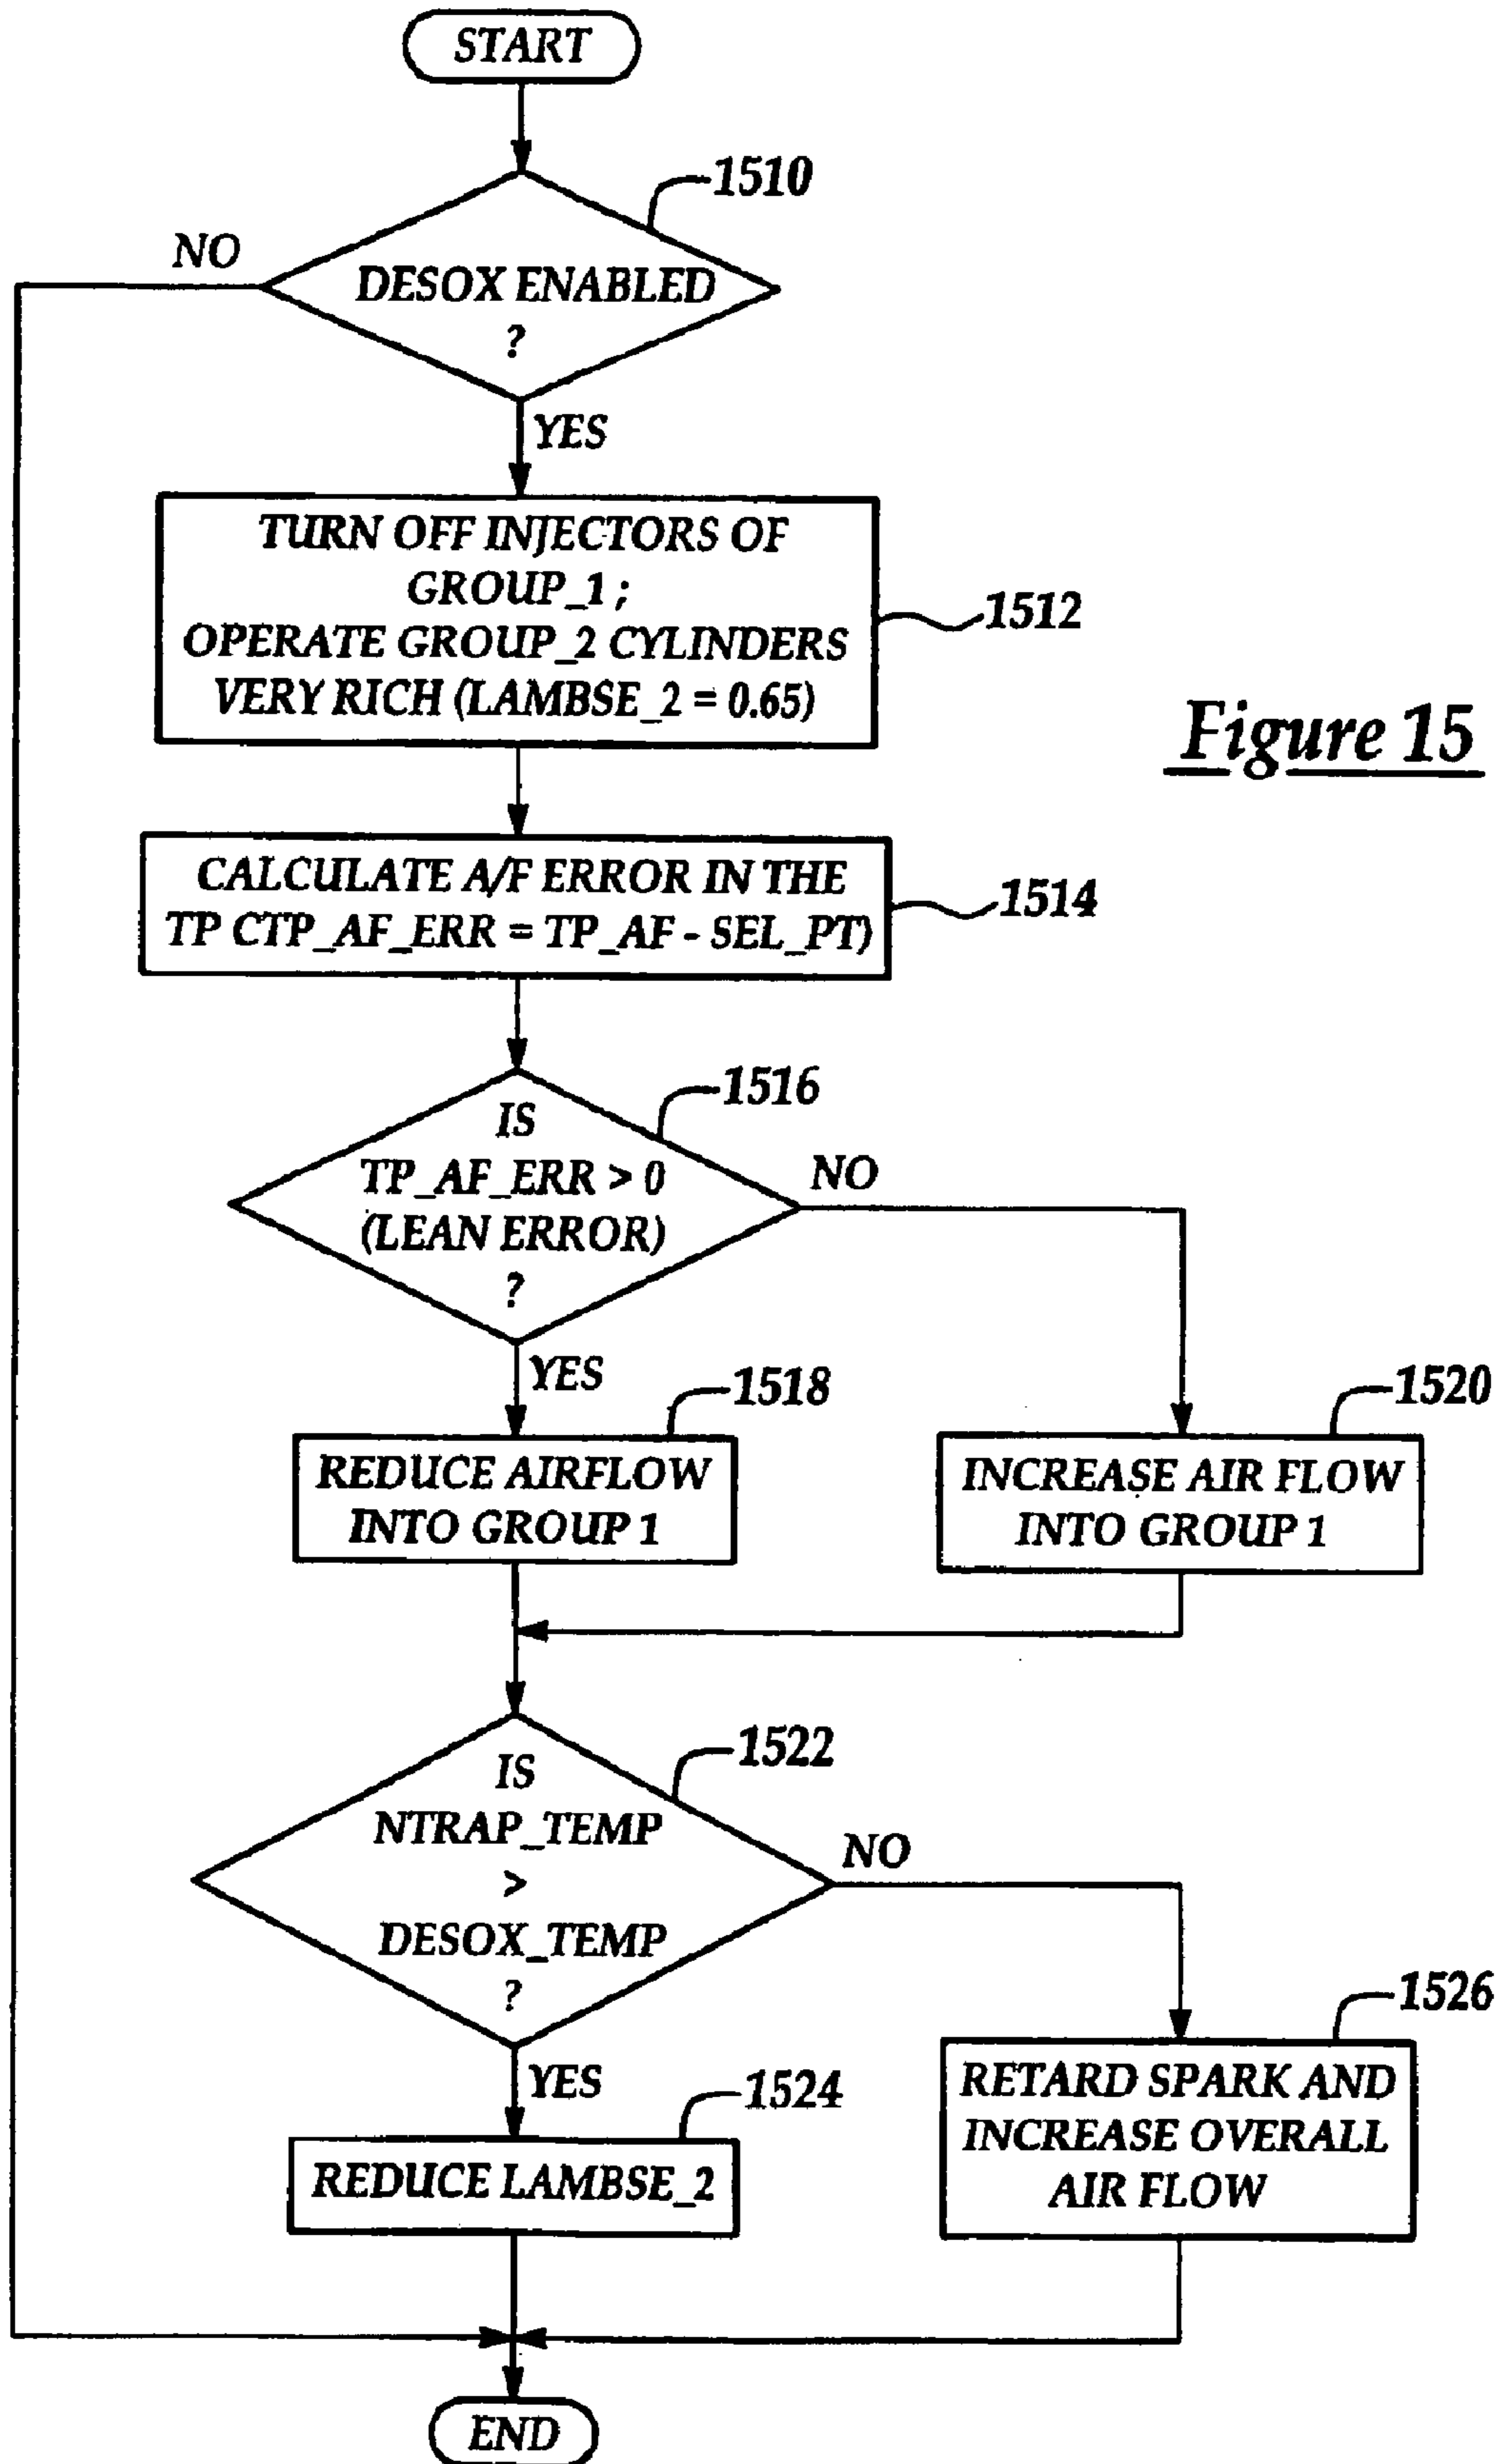 START
1510
NO
DESOX ENABLED
?
YES
TURN OFF INJECTORS OF
GROUP_1 ;
OPERATE GROUP_2 CYLINDERS
VERY RICH (LAMBSE_2 = 0.65)
1512
Figure 15
CALCULATE A/F ERROR IN THE
TP CTP_AF_ERR = TP_AF - SEL_PT)
1514
1516
IS
TP_AF_ERR > 0
(LEAN ERROR)
?
NO
YES
1518
1520
REDUCE AIRFLOW
INTO GROUP 1
INCREASE AIR FLOW
INTO GROUP 1
1522
IS
NTRAP_TEMP
>
DESOX_TEMP
?
NO
YES
1524
1526
REDUCE LAMBSE_2
RETARD SPARK AND
INCREASE OVERALL
AIR FLOW
END